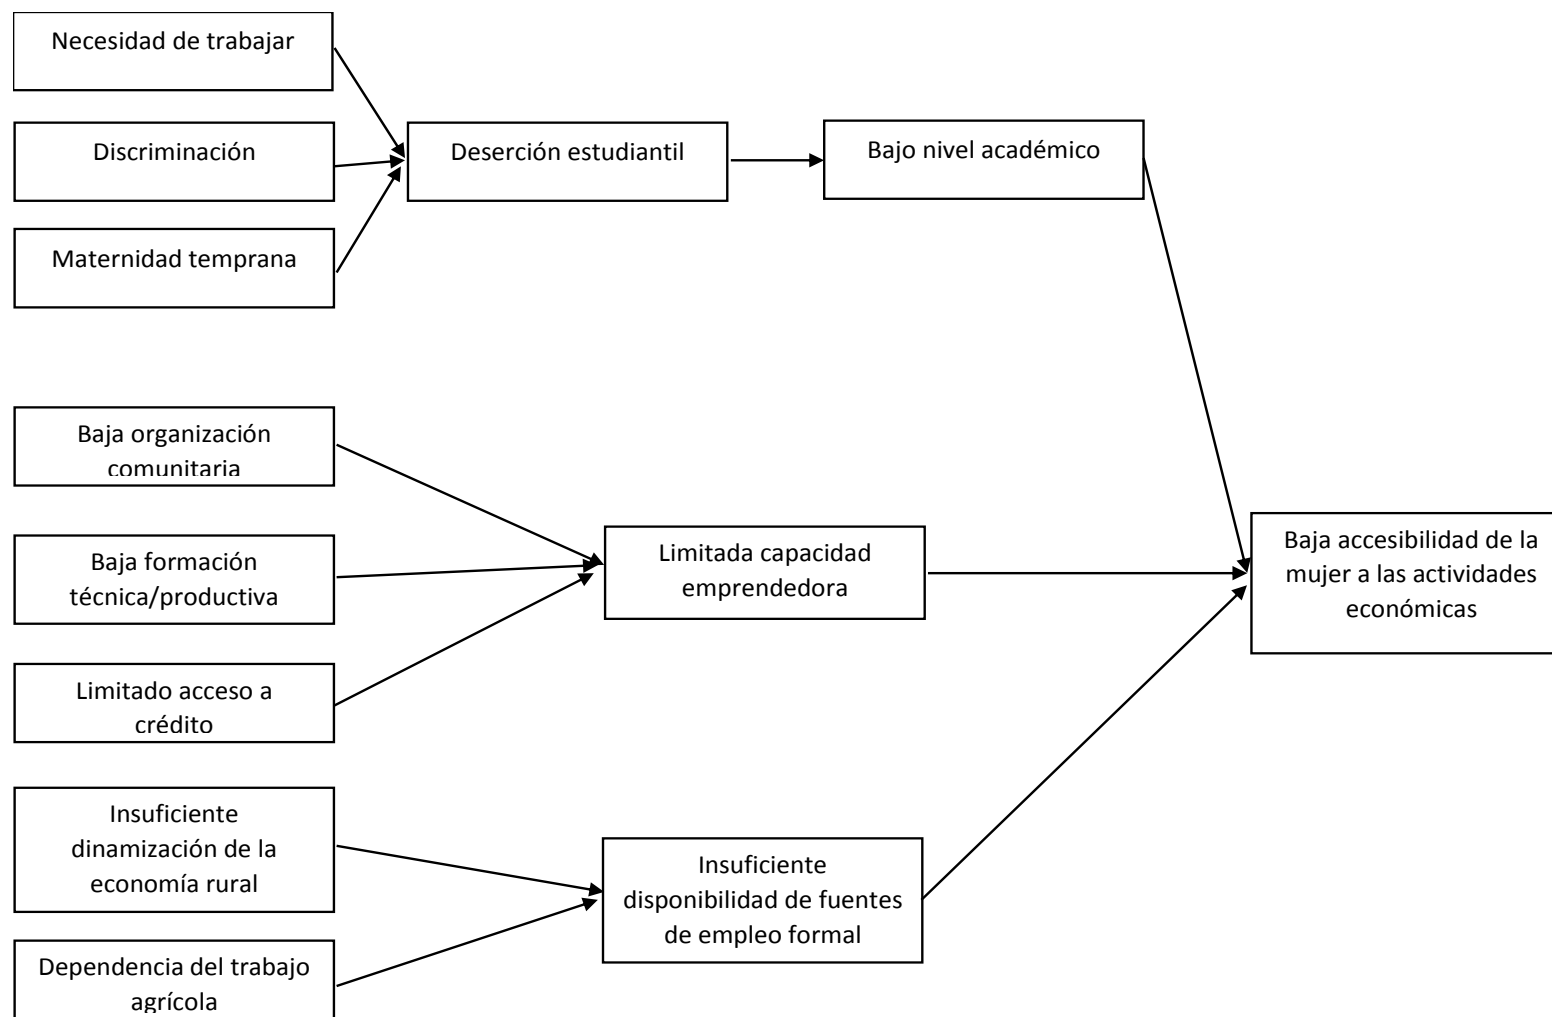 Necesidad de trabajar
Discriminación
Deserción estudiantil
Bajo nivel académico
Maternidad temprana
Baja organización
comunitaria
Baja formación
técnica/productiva
Limitado acceso a
crédito
Limitada capacidad
emprendedora
Baja accesibilidad de la
mujer a las actividades
económicas
Insuficiente
dinamización de la
economía rural
Dependencia del trabajo
agrícola
Insuficiente
disponibilidad de fuentes
de empleo formal